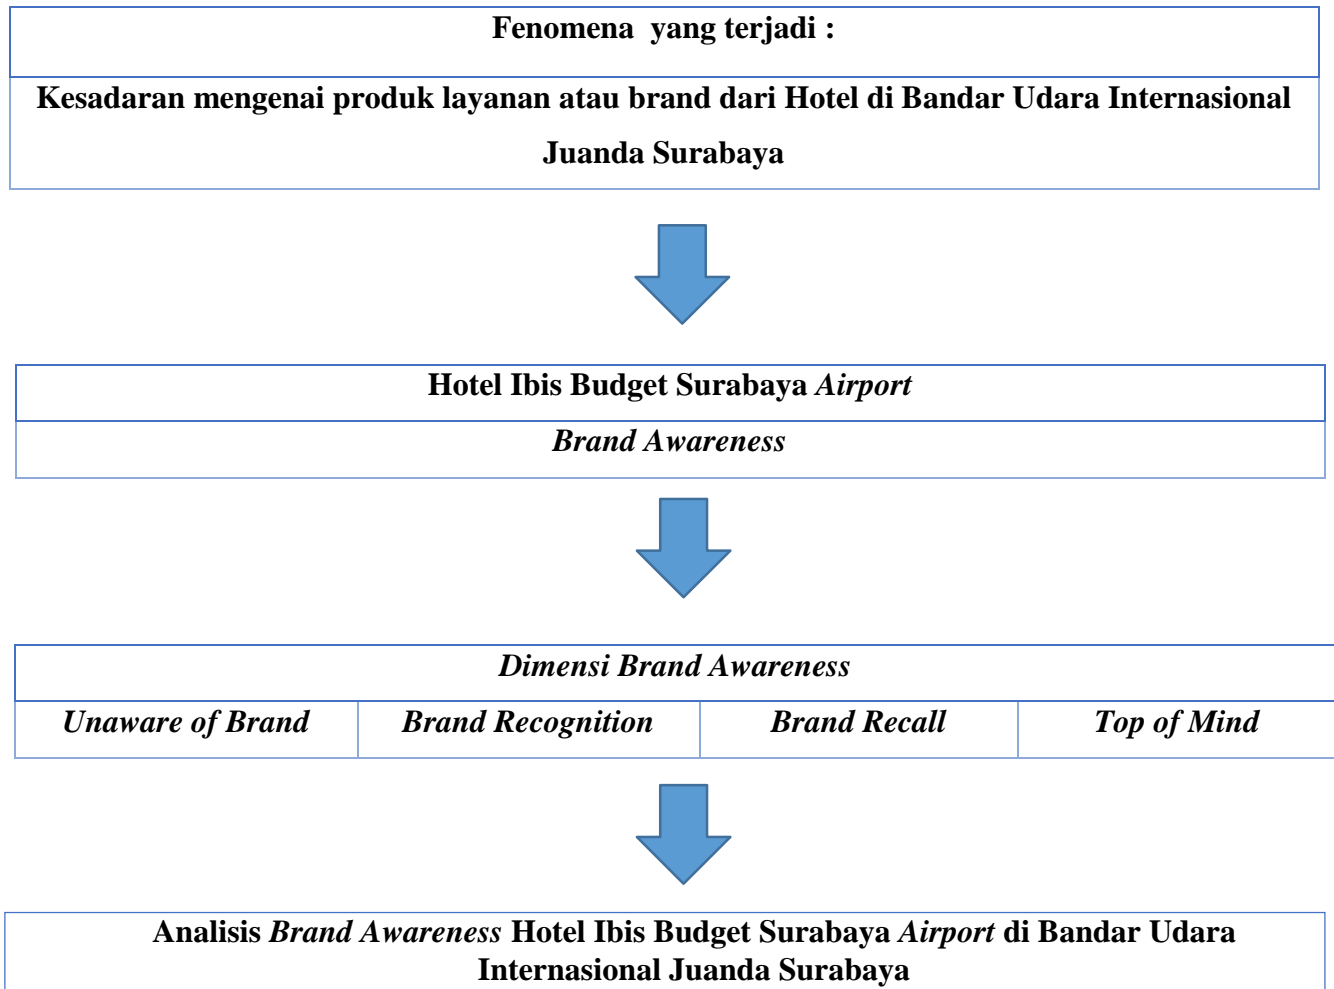 Fenomena yang terjadi :
Kesadaran mengenai produk layanan atau brand dari Hotel di Bandar Udara Internasional
Juanda Surabaya
Hotel Ibis Budget Surabaya Airport
Brand Awareness
Dimensi Brand Awareness
Unaware of Brand Brand Recognition Brand Recall Top of Mind
Analisis Brand Awareness Hotel Ibis Budget Surabaya Airport di Bandar Udara
Internasional Juanda Surabaya